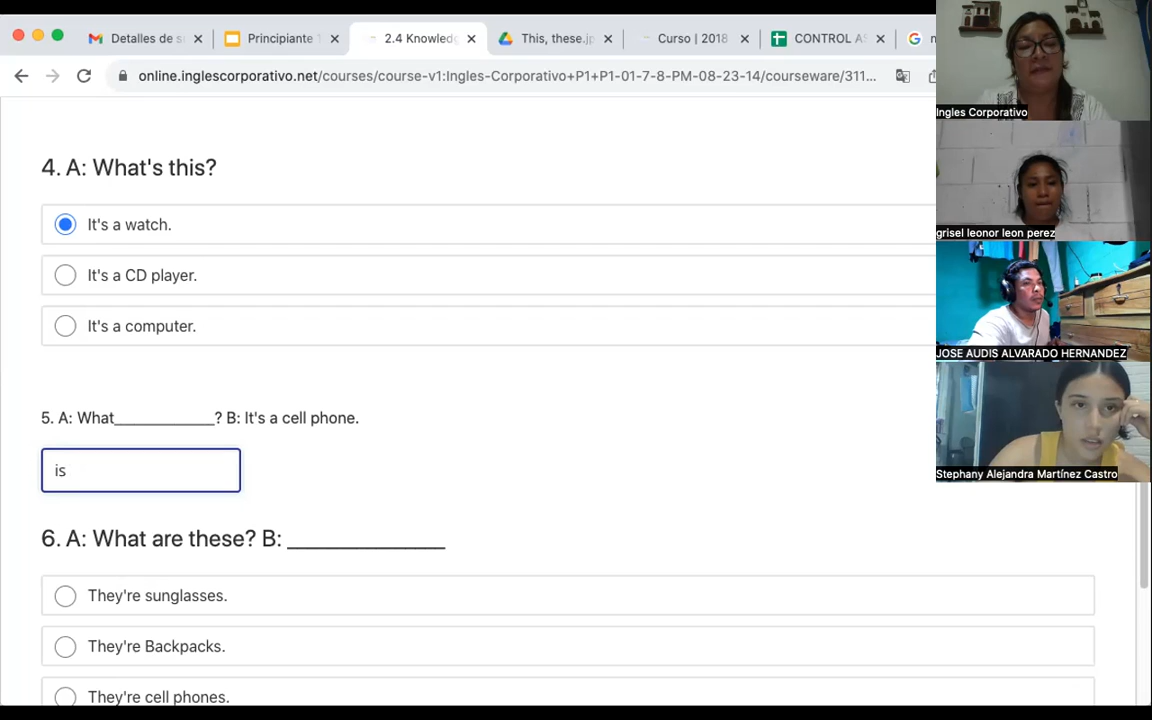 Detalles de s
Principiante
2.4 Knowled
This, these.j
Curso | 2018
CONTROL A
online.inglescorporativo.net/courses/course-v1:Ingles-Corporativo+P1+P1-01-7-8-PM-08-23-14/courseware/311...
4. A: What's this?
It's a watch.
It's a CD player.
It's a computer.
5. A: What____________? B: It's a cell phone.
is
6. A: What are these? B: ______________
They're sunglasses.
They're Backpacks.
They're cell phones.
Ingles Corporativo
grisel leonor leon perez
JOSE AUDIS ALVARADO HERNANDEZ
Stephany Alejandra Martínez Castro